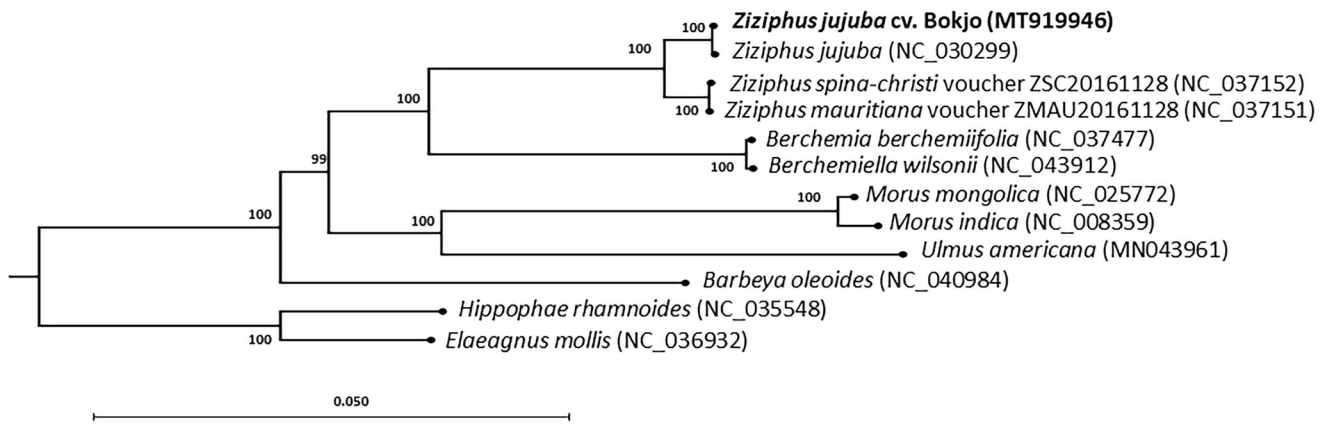 100 Ziziphus jujuba cv. Bokjo (MT919946)
100 Ziziphus jujuba (NC_030299)
Ziziphus spina-christi voucher ZSC20161128 (NC_037152)
100 100 Ziziphus mauritiana voucher ZMAU20161128 (NC_037151)
Berchemia berchemiifolia (NC_037477)
99 100 Berchemiella wilsonii (NC_043912)
100 Morus mongolica (NC_025772)
100 100 Morus indica (NC_008359)
Ulmus americana (MN043961)
Barbeya oleoides (NC_040984)
Hippophae rhamnoides (NC_035548)
100 Elaeagnus mollis (NC_036932)
0.050